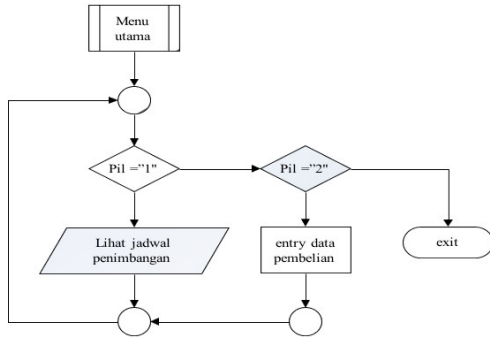 Menu
utama
Pil =”1"
Pil =”2"
Lihat jadwal
penimbangan
entry data
pembelian
exit